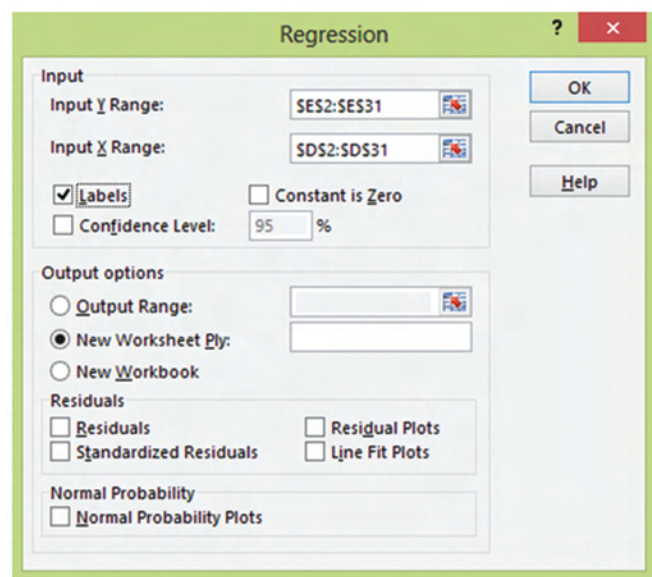 Regression
? ×
Input
Input Y Range: $E$2:$E$31
Input X Range: $D$2:$D$31
Labels Constant is Zero
Confidence Level: 95 %
OK
Cancel
Help
Output options
Output Range:
New Worksheet Ply:
New Workbook
Residuals
Residuals Residual Plots
Standardized Residuals Line Fit Plots
Normal Probability
Normal Probability Plots